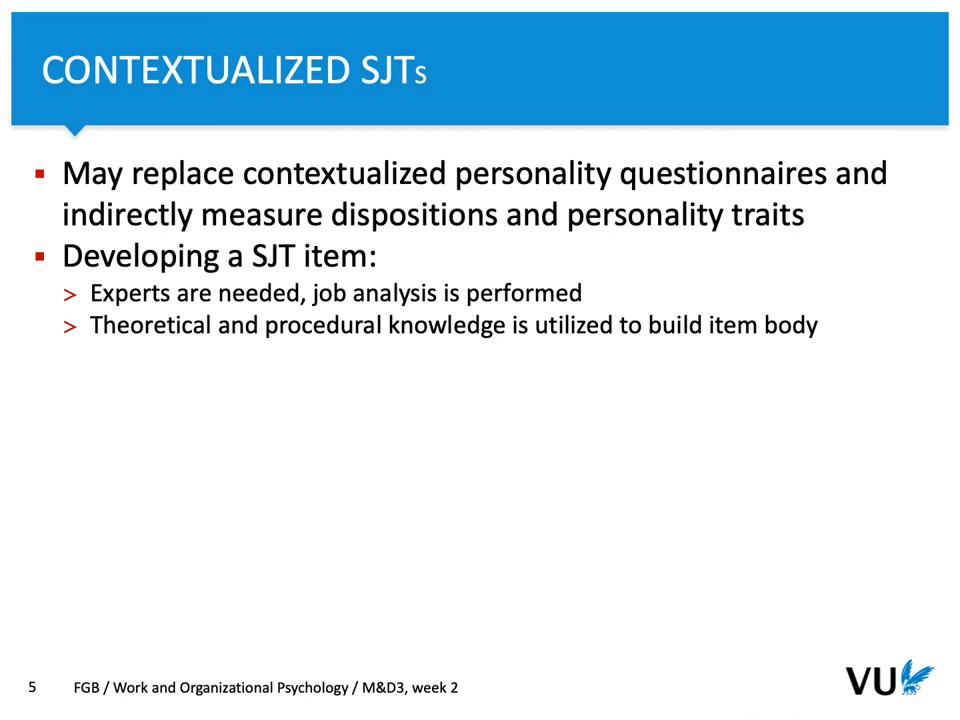 CONTEXTUALIZED SJTs
▪ May replace contextualized personality questionnaires and
indirectly measure dispositions and personality traits
▪ Developing a SJT item:
> Experts are needed, job analysis is performed
> Theoretical and procedural knowledge is utilized to build item body
5 FGB / Work and Organizational Psychology / M&D3, week 2
VU